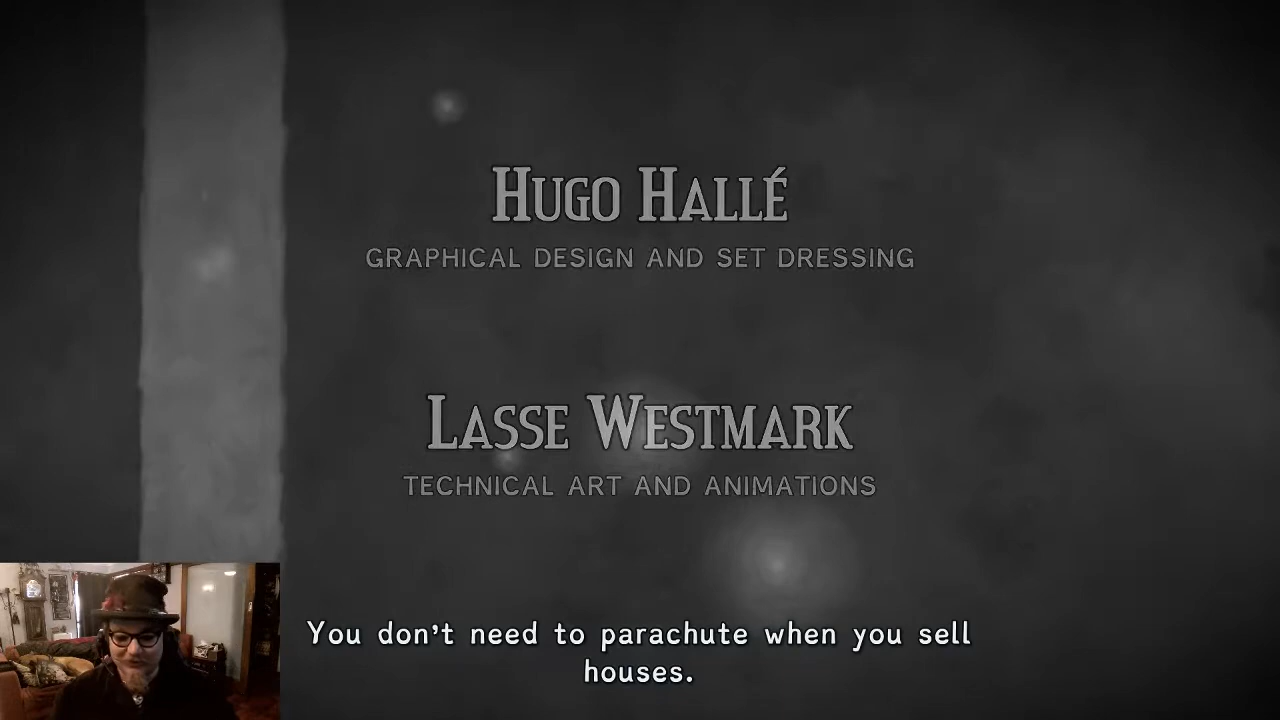 HUGO HALLÉ
GRAPHICAL DESIGN AND SET DRESSING
LASSE WESTMARK
TECHNICAL ART AND ANIMATIONS
You don't need to parachute when you sell
houses.